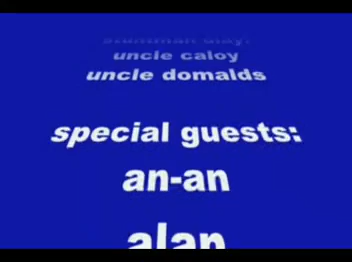 uncle caloy
uncle domalds
special guests:
an-an
alan